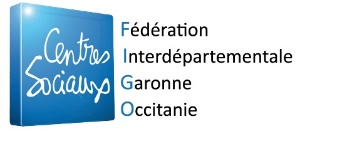 Centres
Sociaux
Fédération
Interdépartementale
Garonne
Occitanie